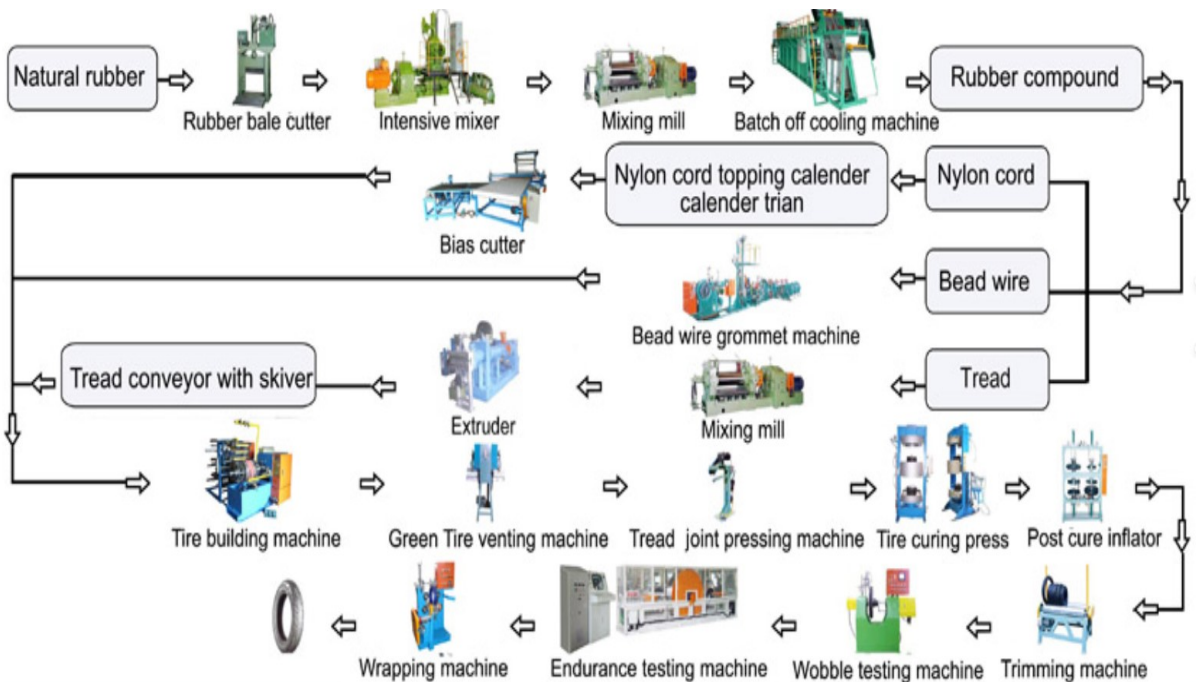 Natural rubber
Rubber bale cutter
Intensive mixer
Mixing mill
Batch off cooling machine
Rubber compound
Bias cutter
Nylon cord topping calender
calender trian
Nylon cord
Bead wire grommet machine
Bead wire
Tread conveyor with skiver
Extruder
Mixing mill
Tread
Tire building machine
Green Tire venting machine
Tread joint pressing machine
Tire curing press
Post cure inflator
Wrapping machine
Endurance testing machine
Wobble testing machine
Trimming machine